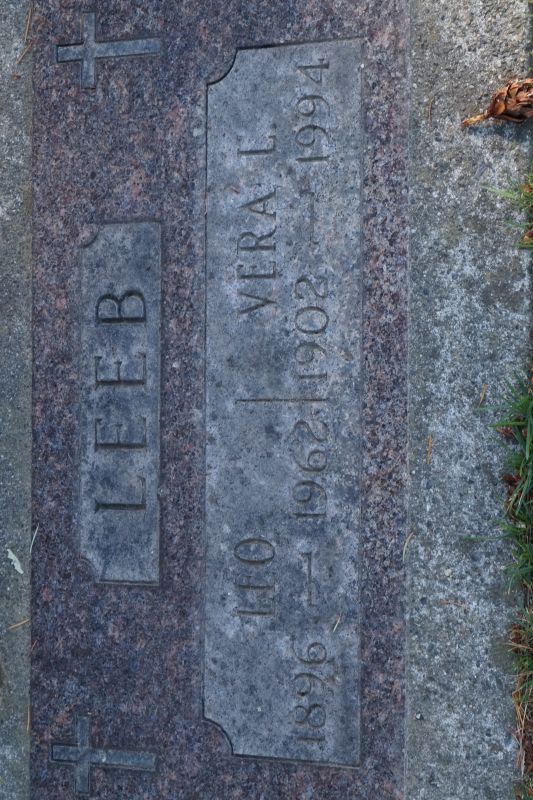 LEEB
LEO VERA L.
1896 — 1962 1902 — 1994